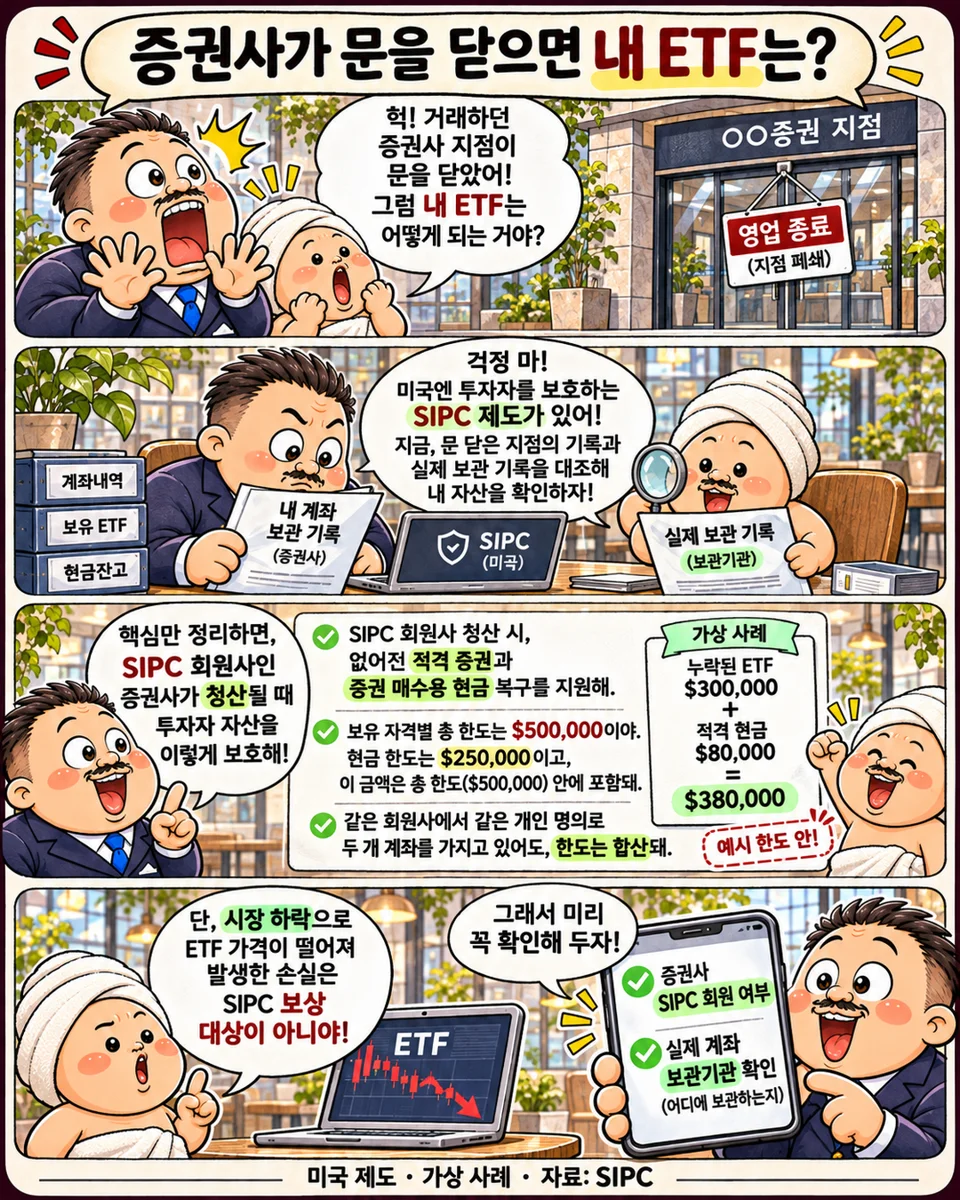 증권사가 문을 닫으면 내 ETF는?
헉! 거래하던
증권사 지점이
문을 닫았어!
그럼 내 ETF는
어떻게 되는 거야?
○○증권 지점
영업 종료
(지점 폐쇄)
걱정 마!
미국엔 투자자를 보호하는
SIPC 제도가 있어!
지금, 문 닫은 지점의 기록과
실제 보관 기록을 대조해
내 자산을 확인하자!
계좌내역
보유 ETF
현금잔고
내 계좌
보관 기록
(증권사)
SIPC
(미곡)
실제 보관 기록
(보관기관)
핵심만 정리하면,
SIPC 회원사인
증권사가 청산될 때
투자자 자산을
이렇게 보호해!
SIPC 회원사 청산 시,
없어전 적격 증권과
증권 매수용 현금 복구를 지원해.
보유 자격별 총 한도는 $500,000이야.
현금 한도는 $250,000이고,
이 금액은 총 한도($500,000) 안에 포함돼.
같은 회원사에서 같은 개인 명의로
두 개 계좌를 가지고 있어도, 한도는 합산돼.
가상 사례
누락된 ETF
$300,000
+
적격 현금
$80,000
=
$380,000
예시 한도 안!
단, 시장 하락으로
ETF 가격이 떨어져
발생한 손실은
SIPC 보상
대상이 아니야!
ETF
그래서 미리
꼭 확인해 두자!
증권사
SIPC 회원 여부
실제 계좌
보관기관 확인
(어디에 보관하는지)
미국 제도 · 가상 사례 · 자료: SIPC